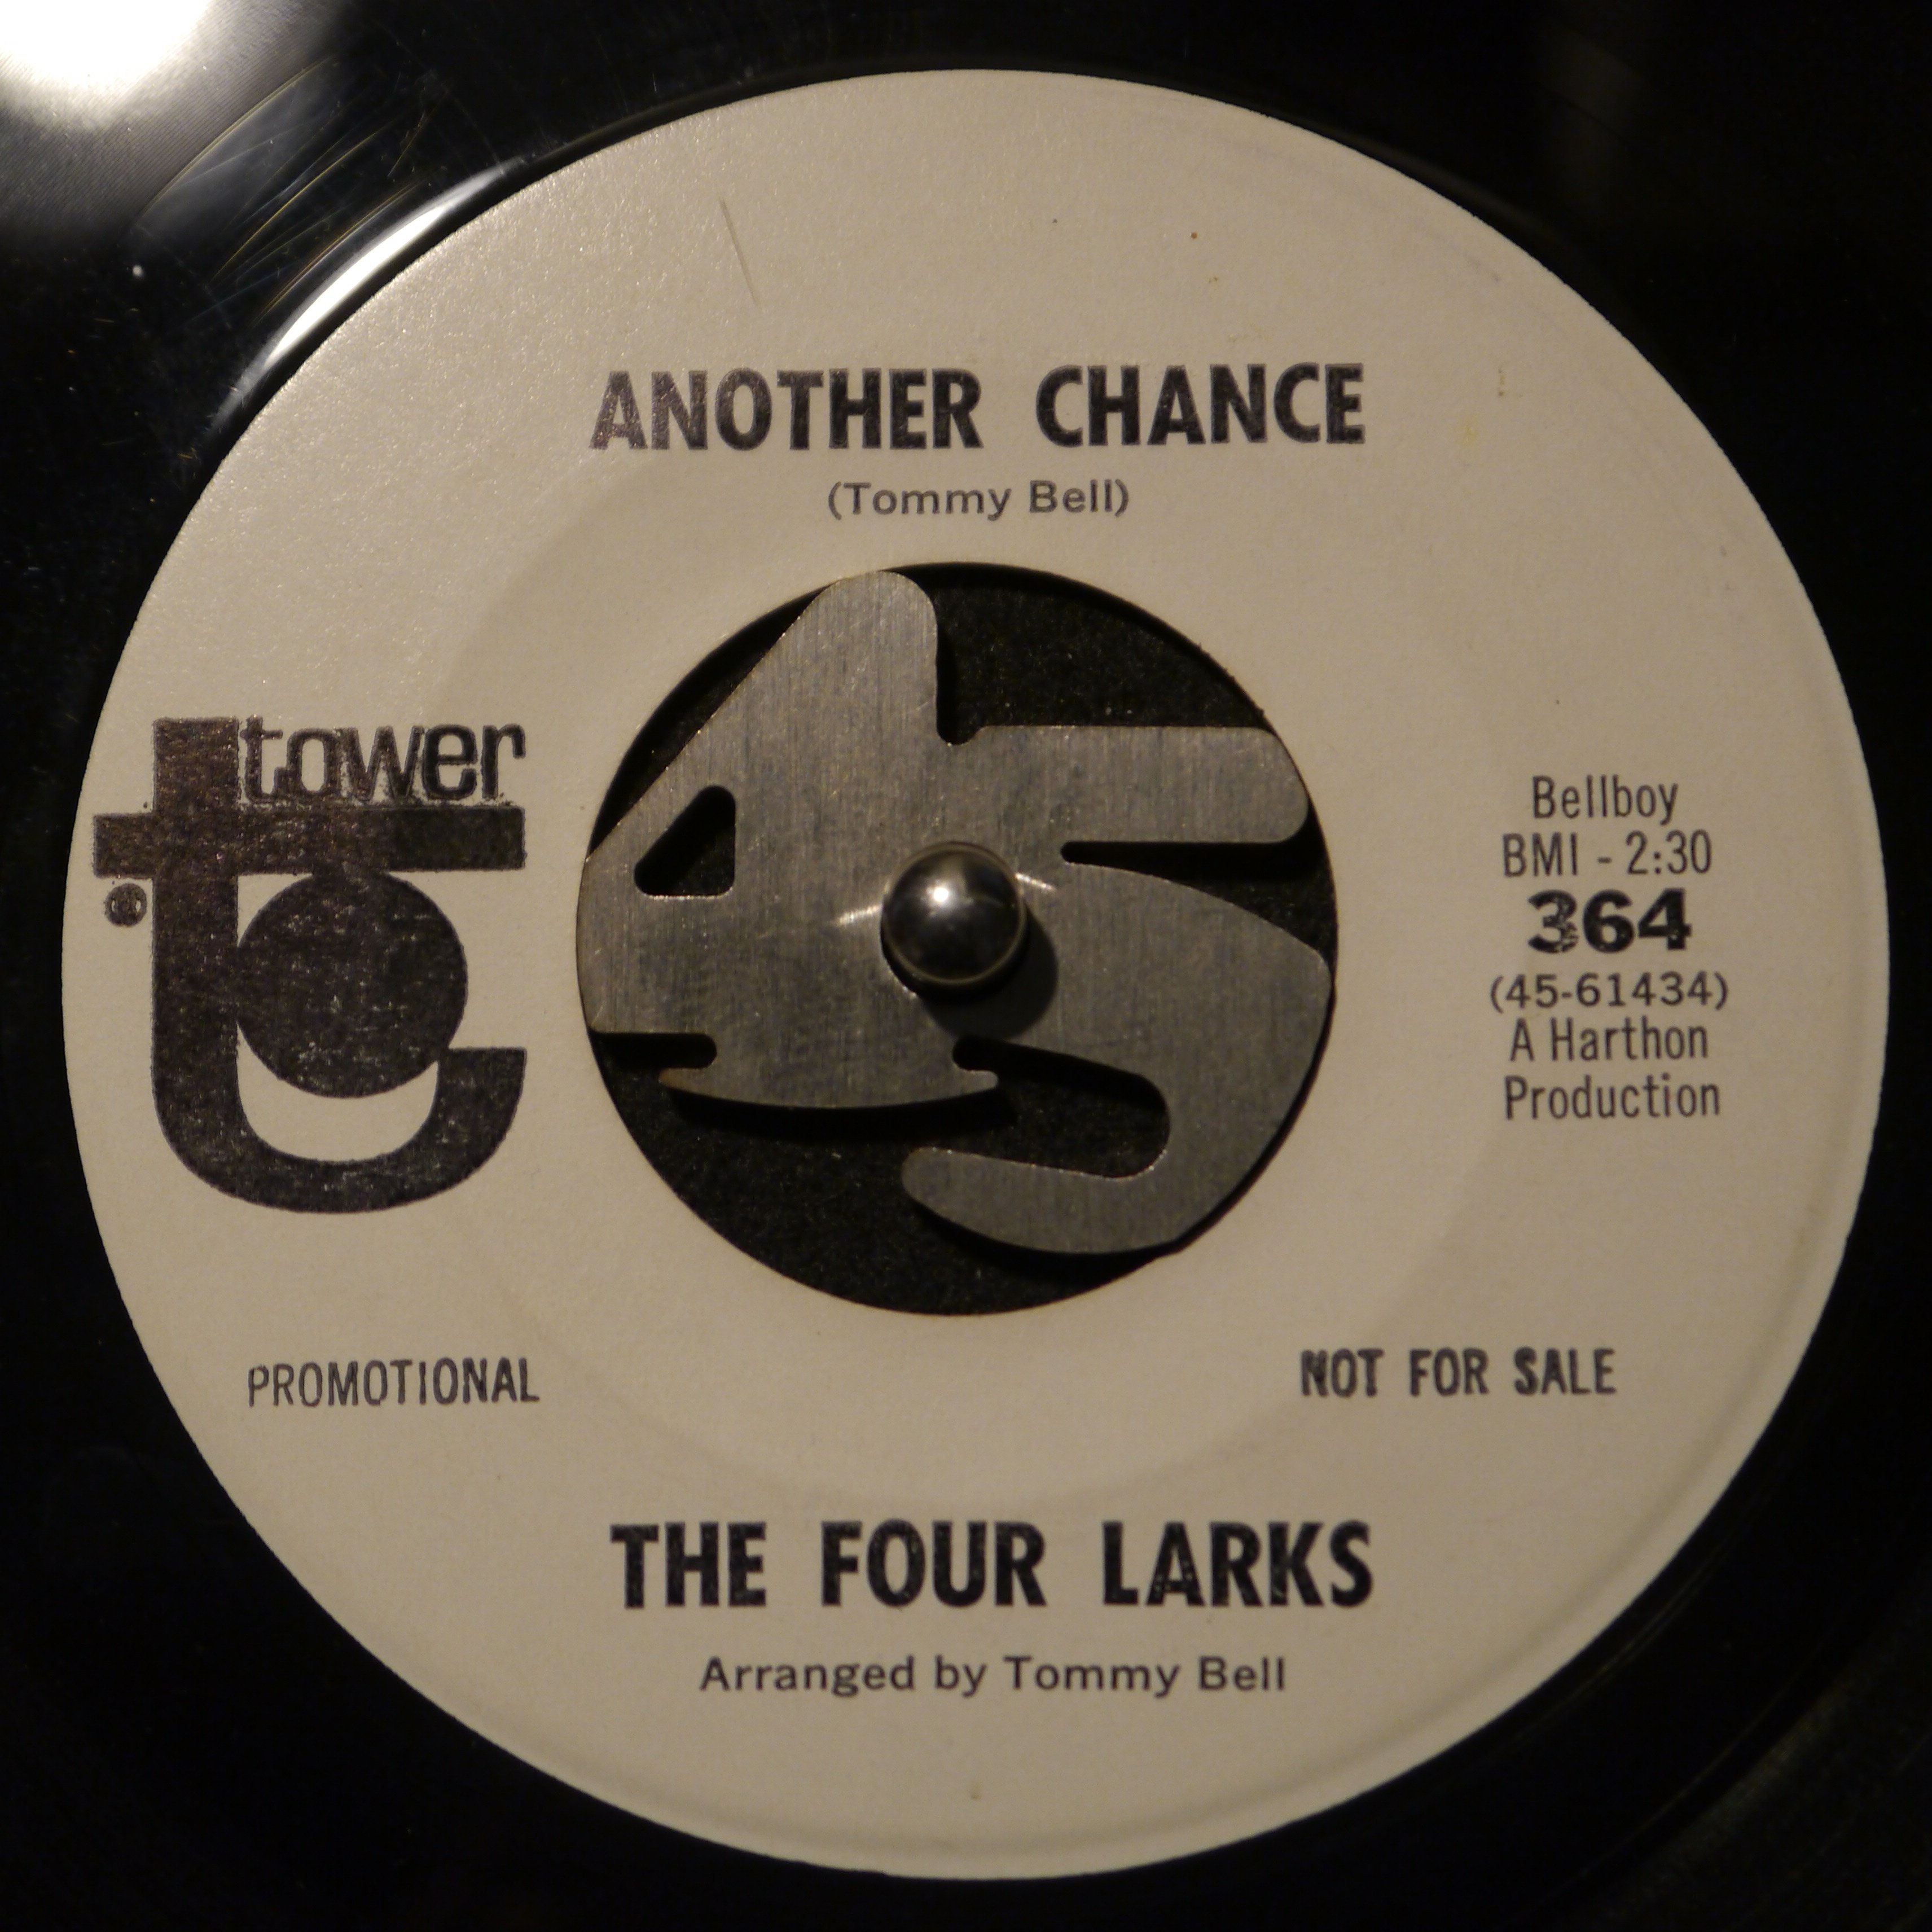 ANOTHER CHANCE
(Tommy Bell)
tower
Bellboy
BMI - 2:30
364
(45-61434)
A Harthon
Production
45
PROMOTIONAL
NOT FOR SALE
THE FOUR LARKS
Arranged by Tommy Bell